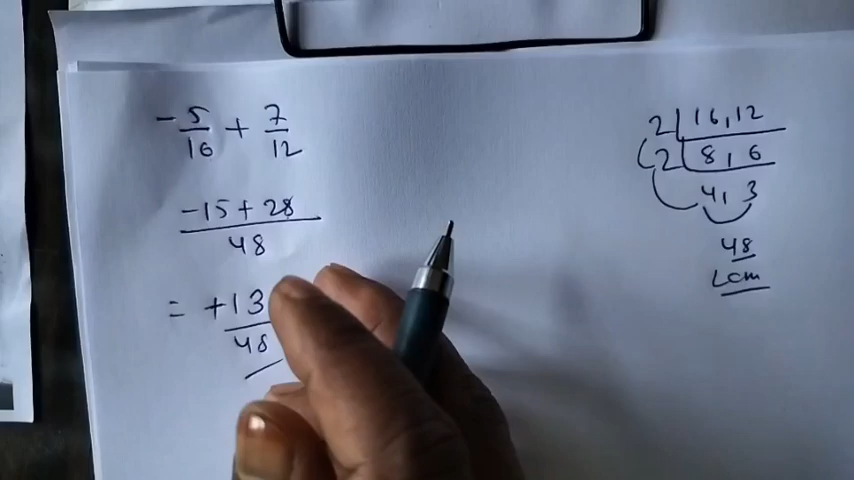 - 5/16 + 7/12
-15 + 28
48
= +13
48
2 | 16, 12
2 | 8, 6
4, 3
48
Lcm